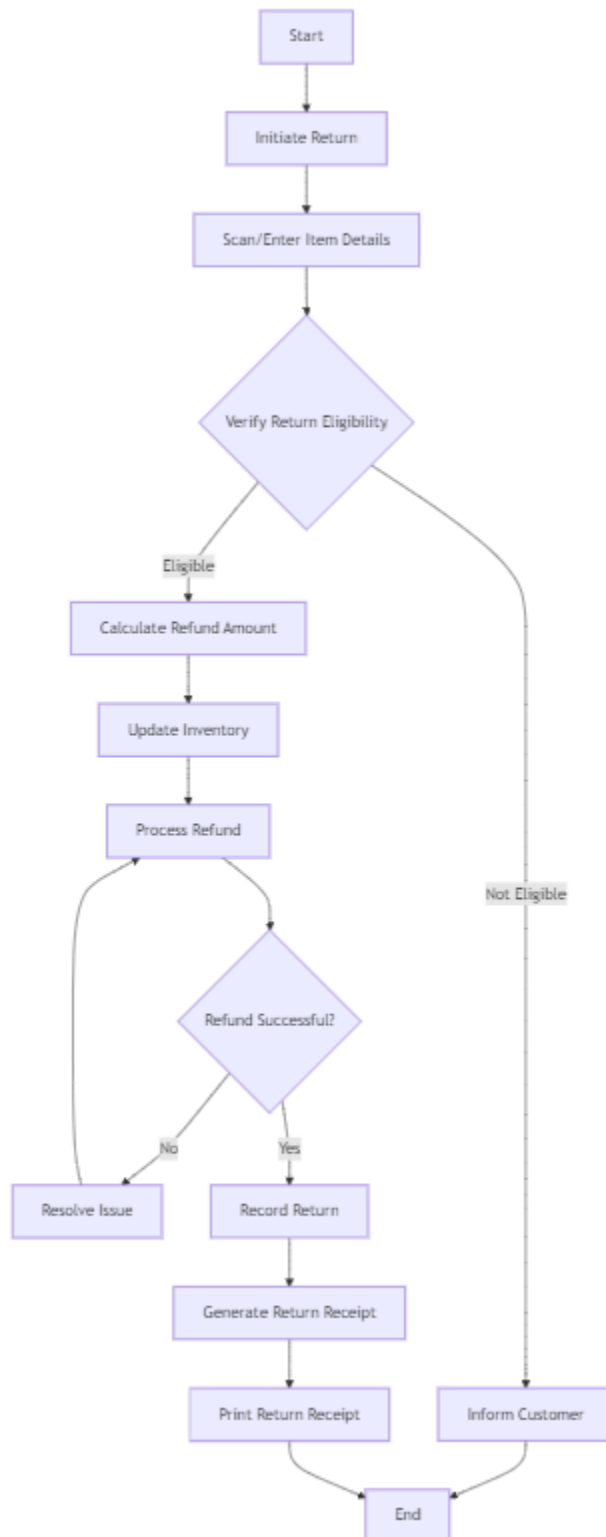 Start
Initiate Return
Scan/Enter Item Details
Verify Return Eligibility
Eligible
Calculate Refund Amount
Update Inventory
Process Refund
Not Eligible
Refund Successful?
No
Yes
Resolve Issue
Record Return
Generate Return Receipt
Print Return Receipt
Inform Customer
End